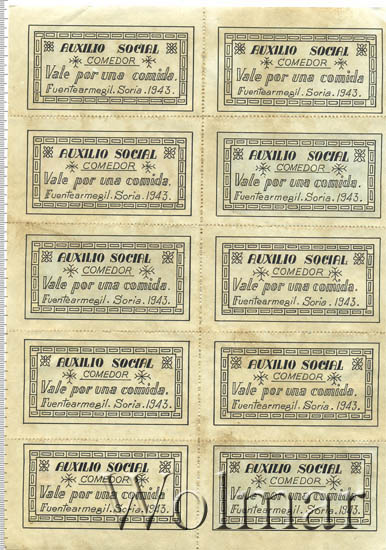 AUXILIO SOCIAL
COMEDOR
Vale por una comida.
Fuentearmegil. Soria. 1943.
AUXILIO SOCIAL
COMEDOR
Vale por una comida
Fuentearmegil. Soria. 1943.
AUXILIO SOCIAL
COMEDOR
Vale por una comida.
Fuentearmegil. Soria. 1943.
AUXILIO SOCIAL
COMEDOR
Vale por una comida.
Fuentearmegil. Soria. 1943.
AUXILIO SOCIAL
COMEDOR
Vale por una comida.
Fuentearmegil. Soria. 1943.
AUXILIO SOCIAL
COMEDOR
Vale por una comida.
Fuentearmegil. Soria. 1943.
AUXILIO SOCIAL
COMEDOR
Vale por una comida.
Fuentearmegil. Soria. 1943.
AUXILIO SOCIAL
COMEDOR
Vale por una comida.
Fuentearmegil. Soria. 1943.
AUXILIO SOCIAL
COMEDOR
Vale por una comida
Fuentearmegil. Soria. 1943.
AUXILIO SOCIAL
COMEDOR
Vale por una comida.
Fuentearmegil. Soria. 1943.
Wolmar